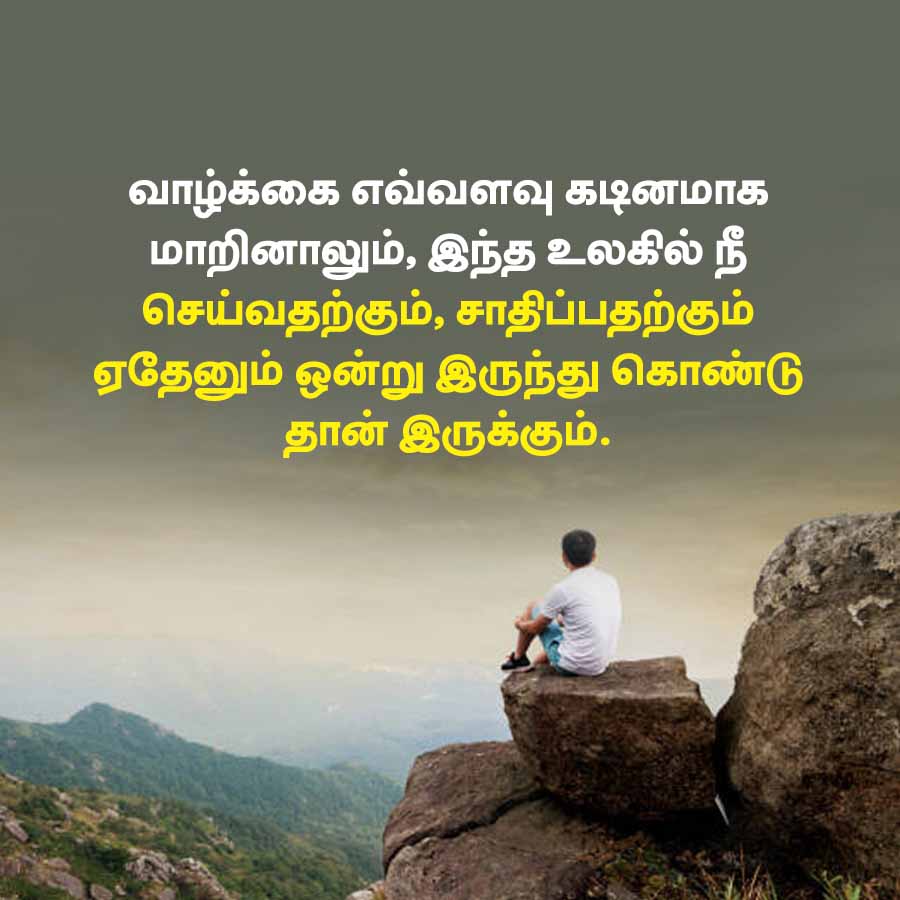 வாழ்க்கை எவ்வளவு கடினமாக
மாறினாலும், இந்த உலகில் நீ
செய்வதற்கும், சாதிப்பதற்கும்
ஏதேனும் ஒன்று இருந்து கொண்டு
தான் இருக்கும்.